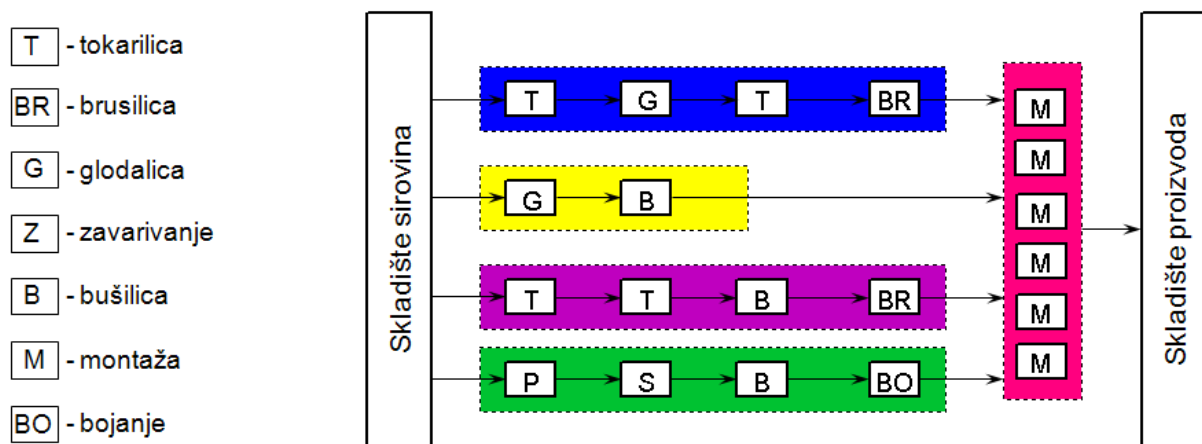 T - tokarilica
BR - brusilica
G - glodalica
Z - zavarivanje
B - bušilica
M - montaža
BO - bojanje
Skladište sirovina
T G T BR
G B
T T B BR
P S B BO
M
M
M
M
M
M
Skladište proizvoda